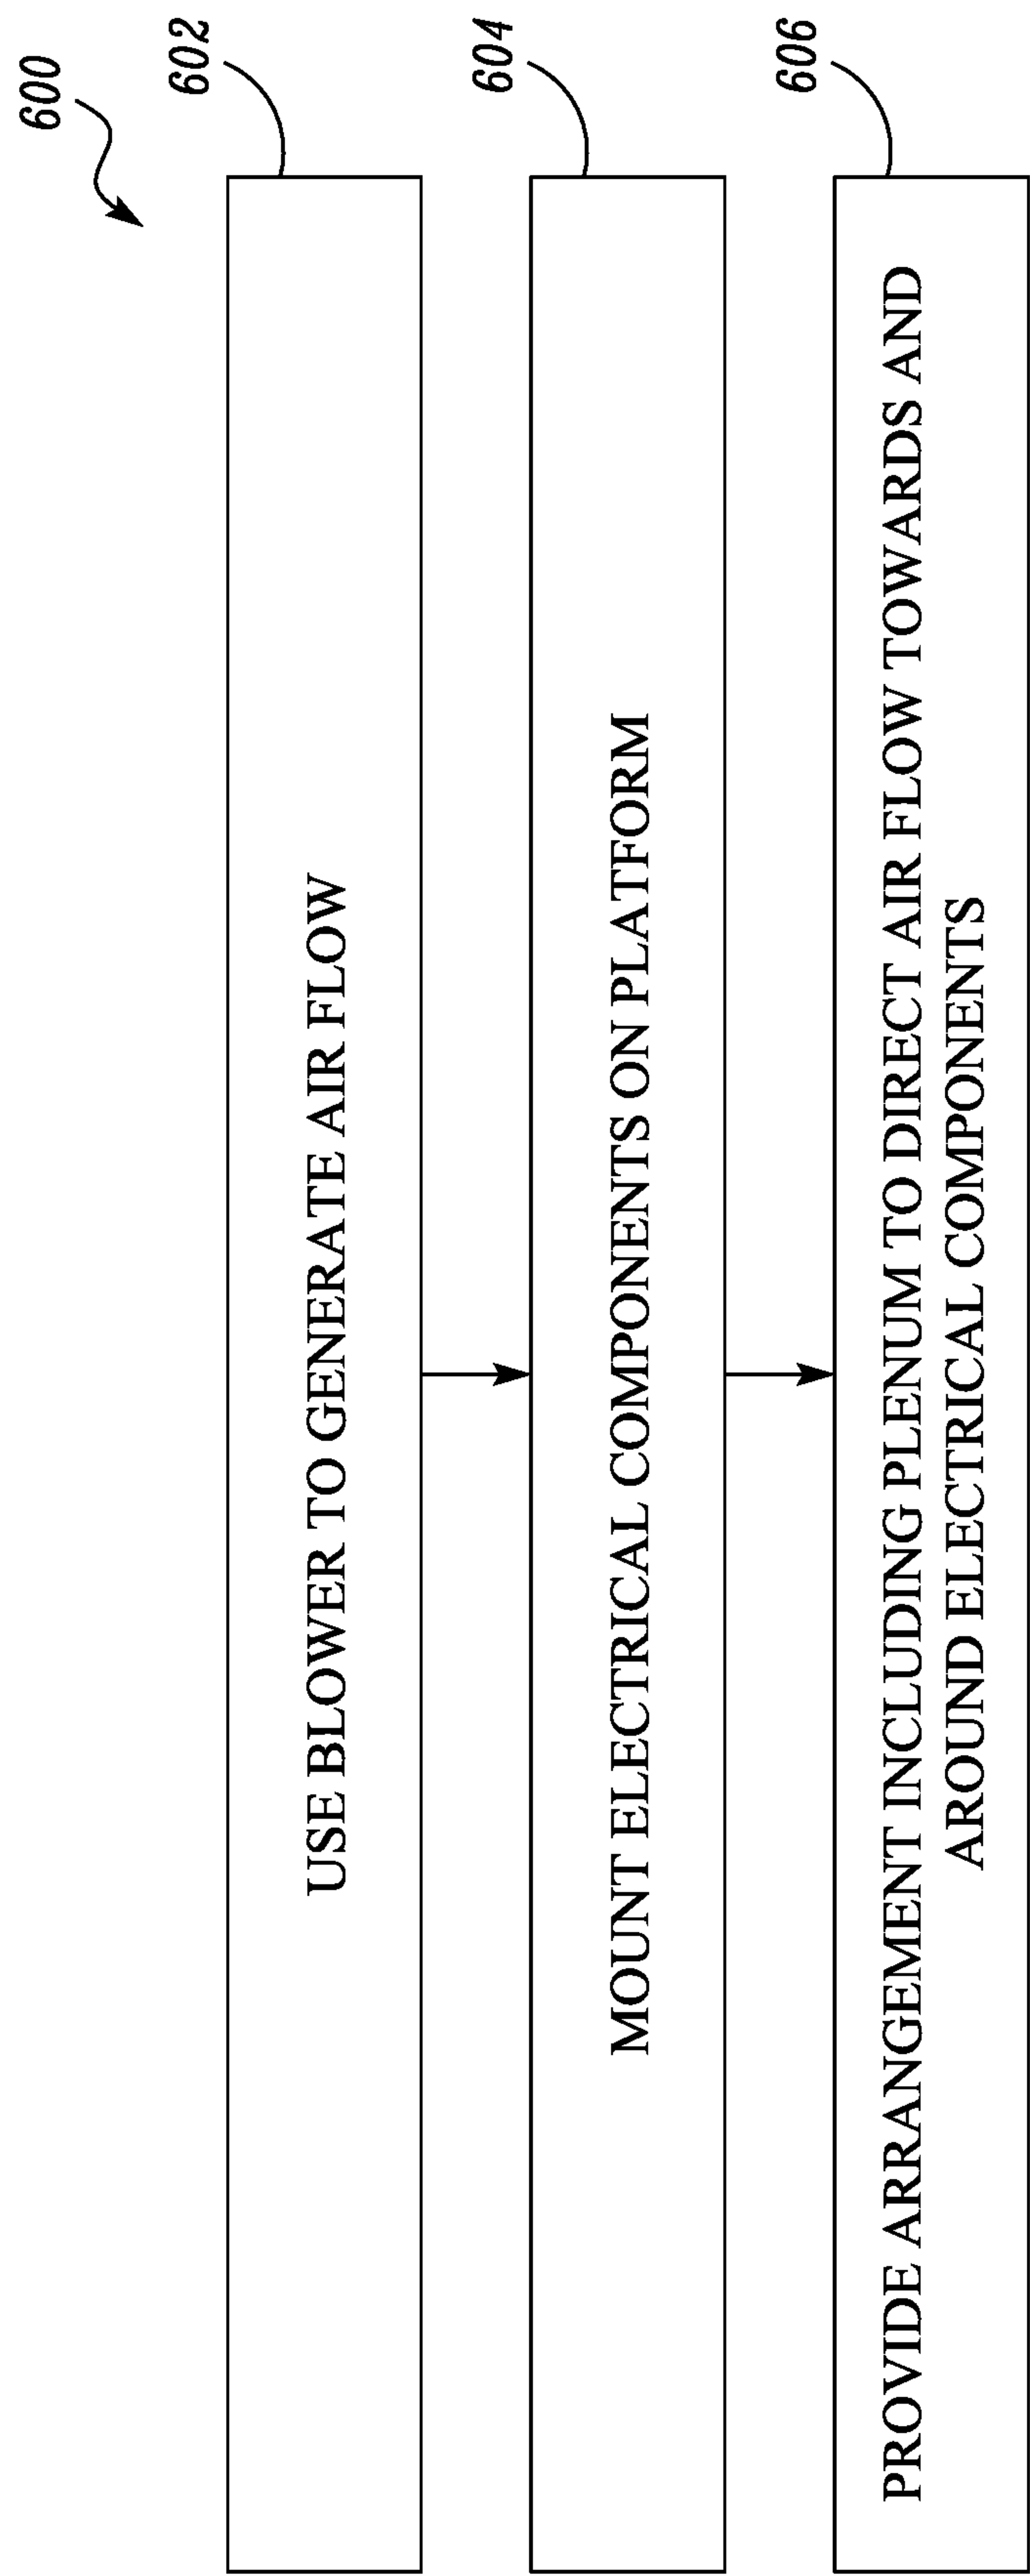 600
602
USE BLOWER TO GENERATE AIR FLOW
604
MOUNT ELECTRICAL COMPONENTS ON PLATFORM
606
PROVIDE ARRANGEMENT INCLUDING PLENUM TO DIRECT AIR FLOW TOWARDS AND
AROUND ELECTRICAL COMPONENTS